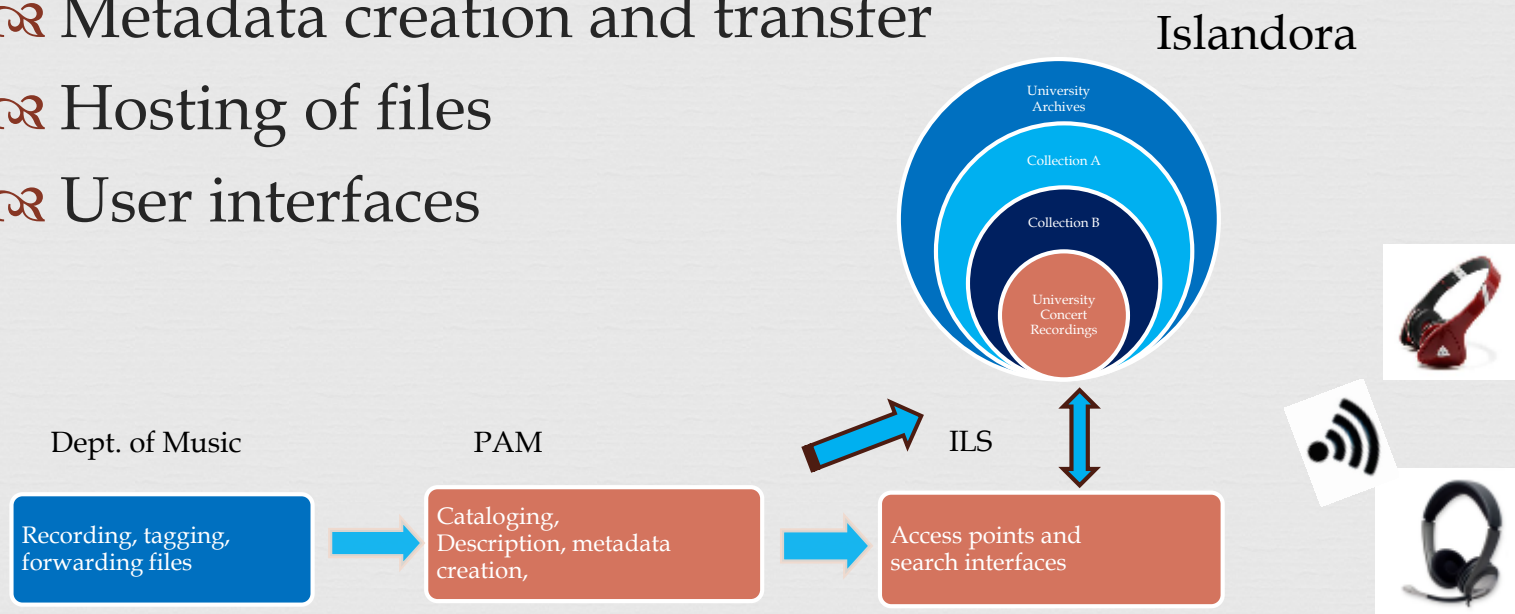 Metadata creation and transfer
Hosting of files
User interfaces
Islandora
University
Archives
Collection A
Collection B
University
Concert
Recordings
Dept. of Music
PAM
ILS
Recording, tagging,
forwarding files
Cataloging,
Description, metadata
creation,
Access points and
search interfaces